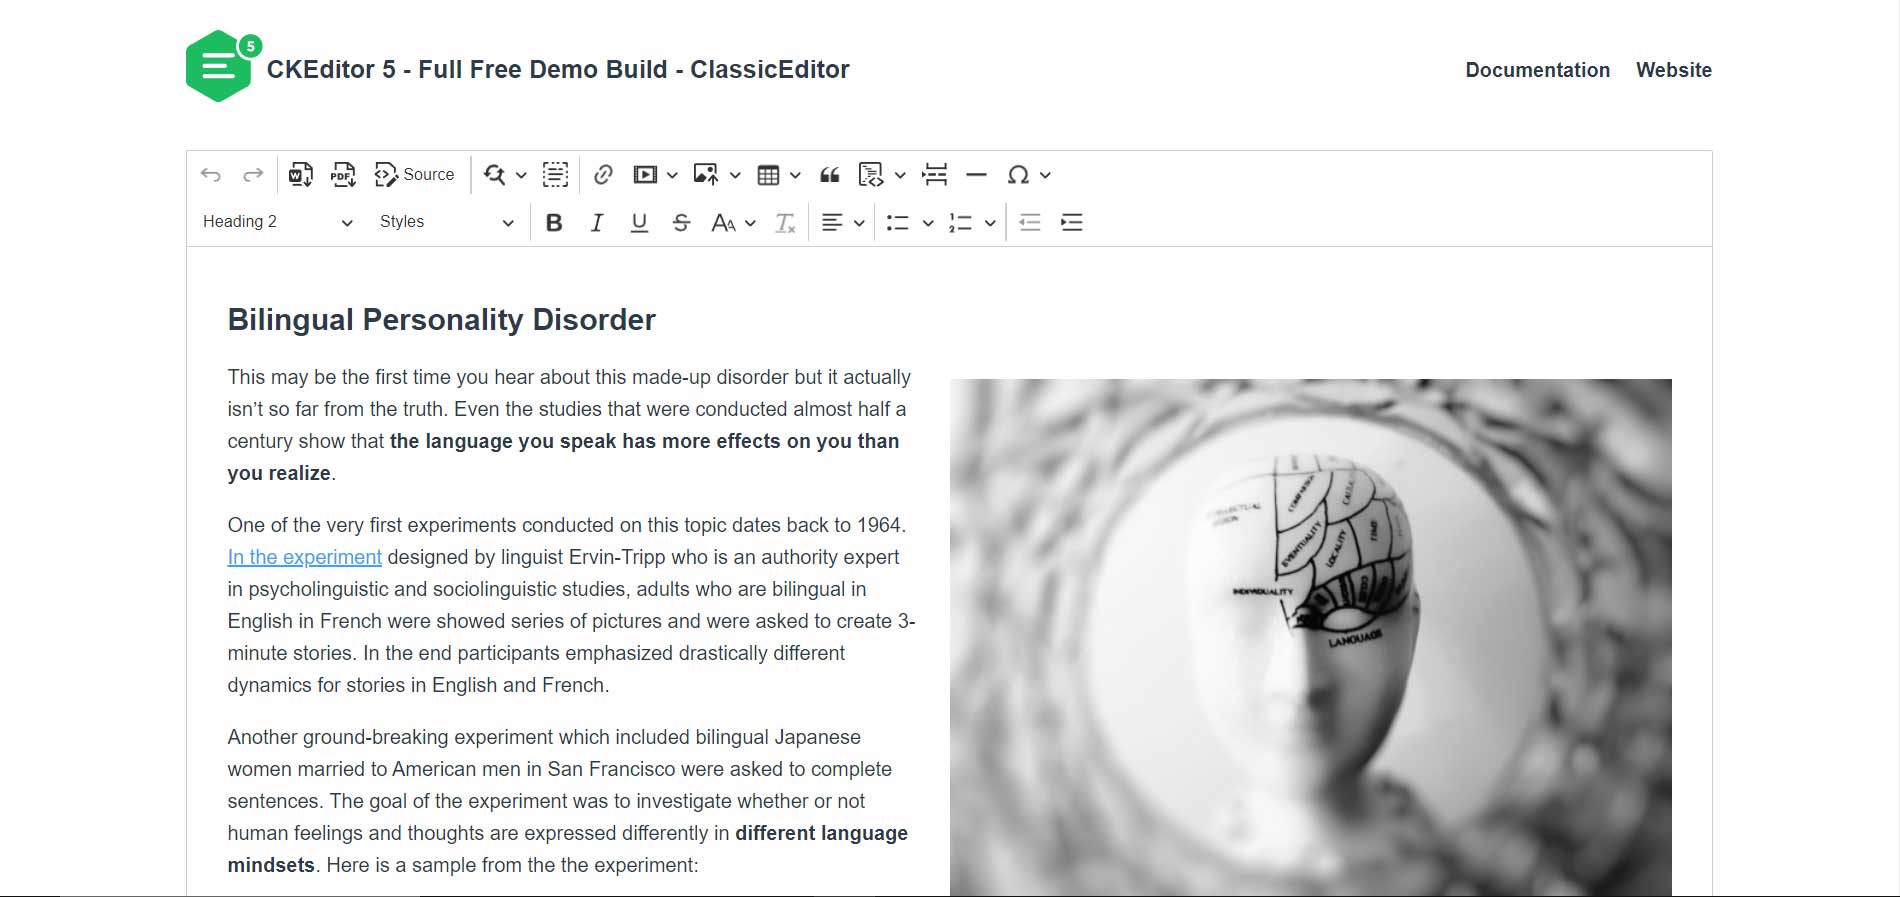 5
CKEditor 5 - Full Free Demo Build - ClassicEditor
Documentation Website
W PDF Source
Heading 2 Styles
Bilingual Personality Disorder
This may be the first time you hear about this made-up disorder but it actually
isn’t so far from the truth. Even the studies that were conducted almost half a
century show that the language you speak has more effects on you than
you realize.
One of the very first experiments conducted on this topic dates back to 1964.
In the experiment designed by linguist Ervin-Tripp who is an authority expert
in psycholinguistic and sociolinguistic studies, adults who are bilingual in
English in French were showed series of pictures and were asked to create 3-
minute stories. In the end participants emphasized drastically different
dynamics for stories in English and French.
Another ground-breaking experiment which included bilingual Japanese
women married to American men in San Francisco were asked to complete
sentences. The goal of the experiment was to investigate whether or not
human feelings and thoughts are expressed differently in different language
mindsets. Here is a sample from the the experiment:
EVENTUALITY
LOCALITY
TIME
INDIVIDUALITY
LANGUAGE